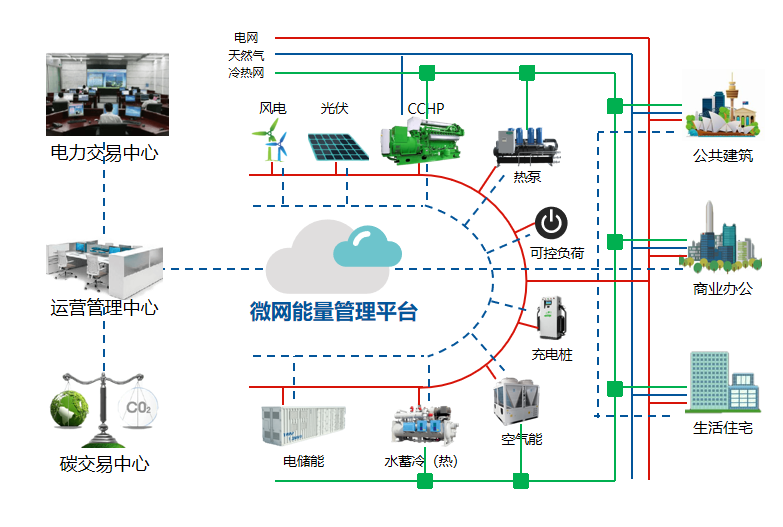 电网
天然气
冷热网
风电
光伏
CCHP
热泵
可控负荷
充电桩
空气能
水蓄冷（热）
电储能
微网能量管理平台
电力交易中心
运营管理中心
CO₂
碳交易中心
公共建筑
商业办公
生活住宅